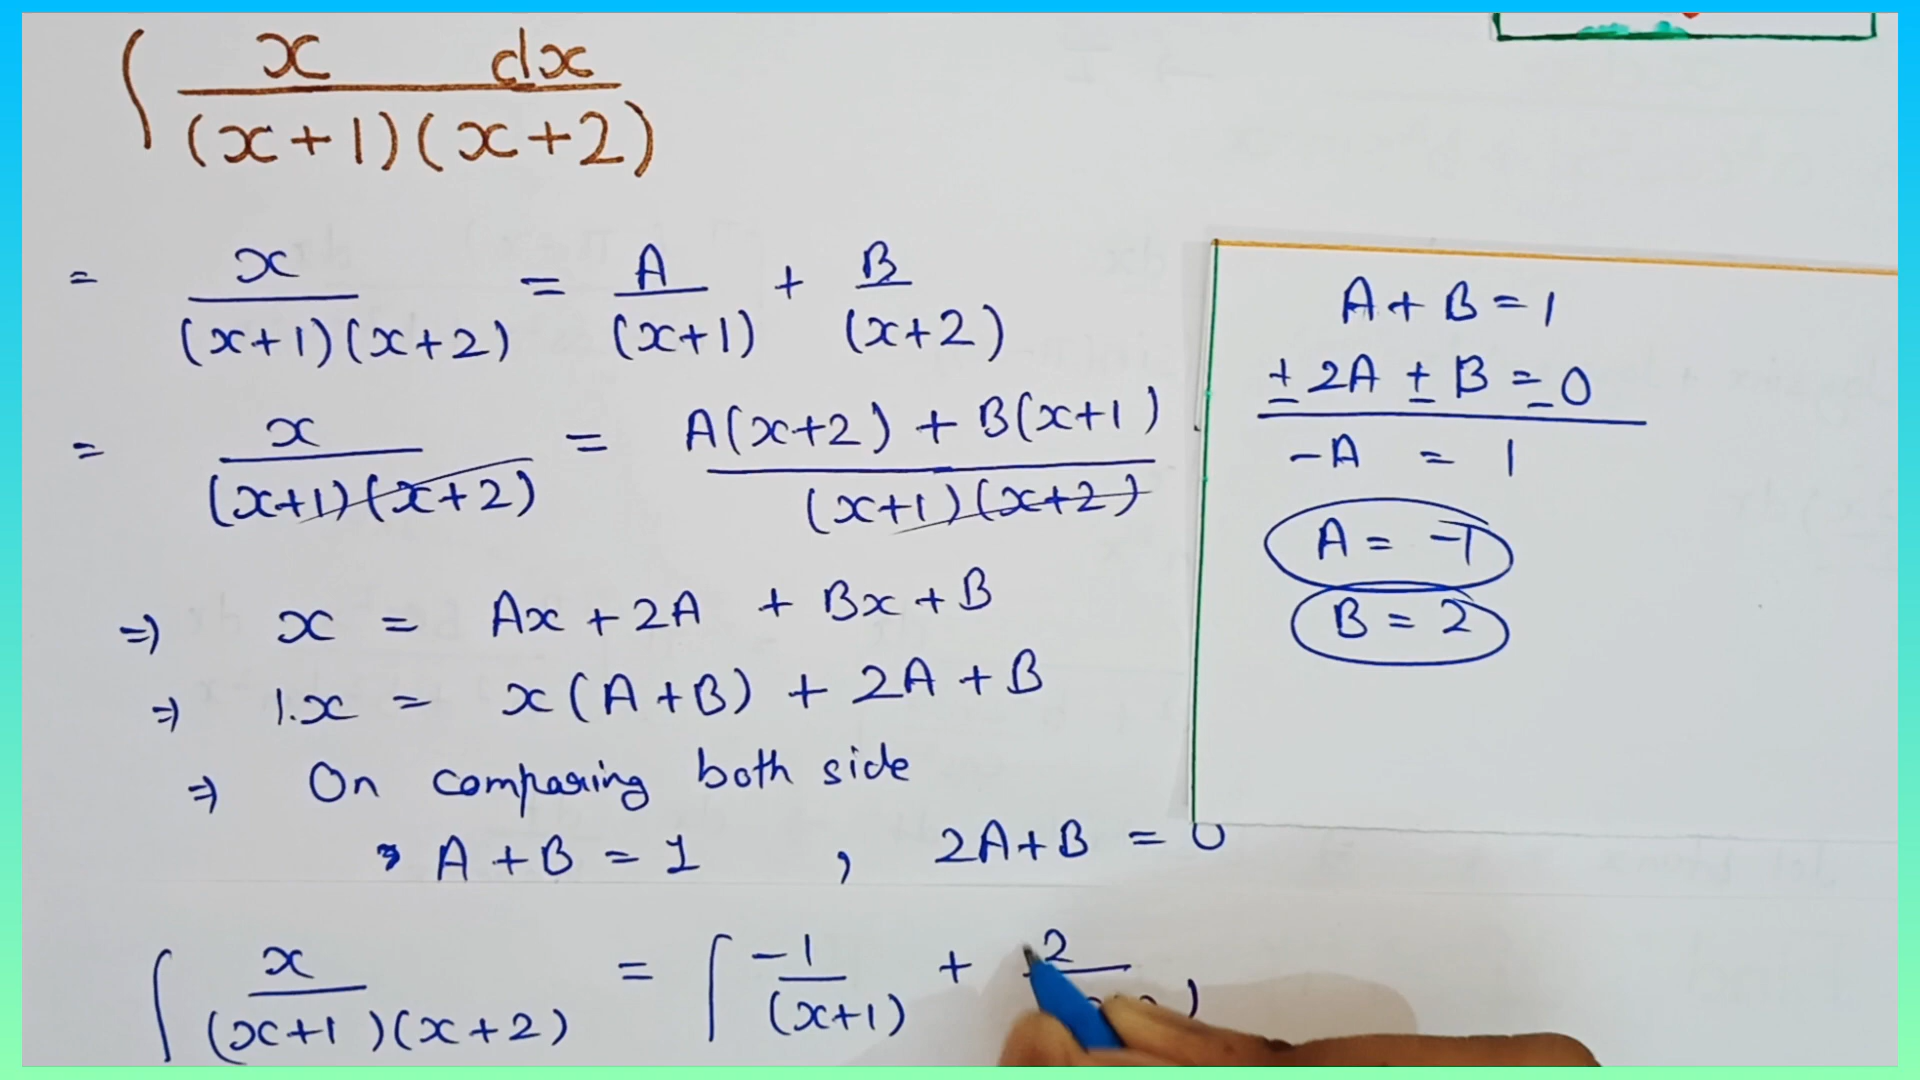 ∫ x dx / (x+1)(x+2)
= x / (x+1)(x+2) = A / (x+1) + B / (x+2)
= x / (x+1)(x+2) = A(x+2) + B(x+1) / (x+1)(x+2)
⇒ x = Ax + 2A + Bx + B
⇒ 1.x = x(A+B) + 2A + B
⇒ On comparing both side
A + B = 1 , 2A+B = 0
∫ x / (x+1)(x+2) = ∫ -1 / (x+1) + 2 / )
A + B = 1
± 2A ± B = 0
-A = 1
A = -1
B = 2